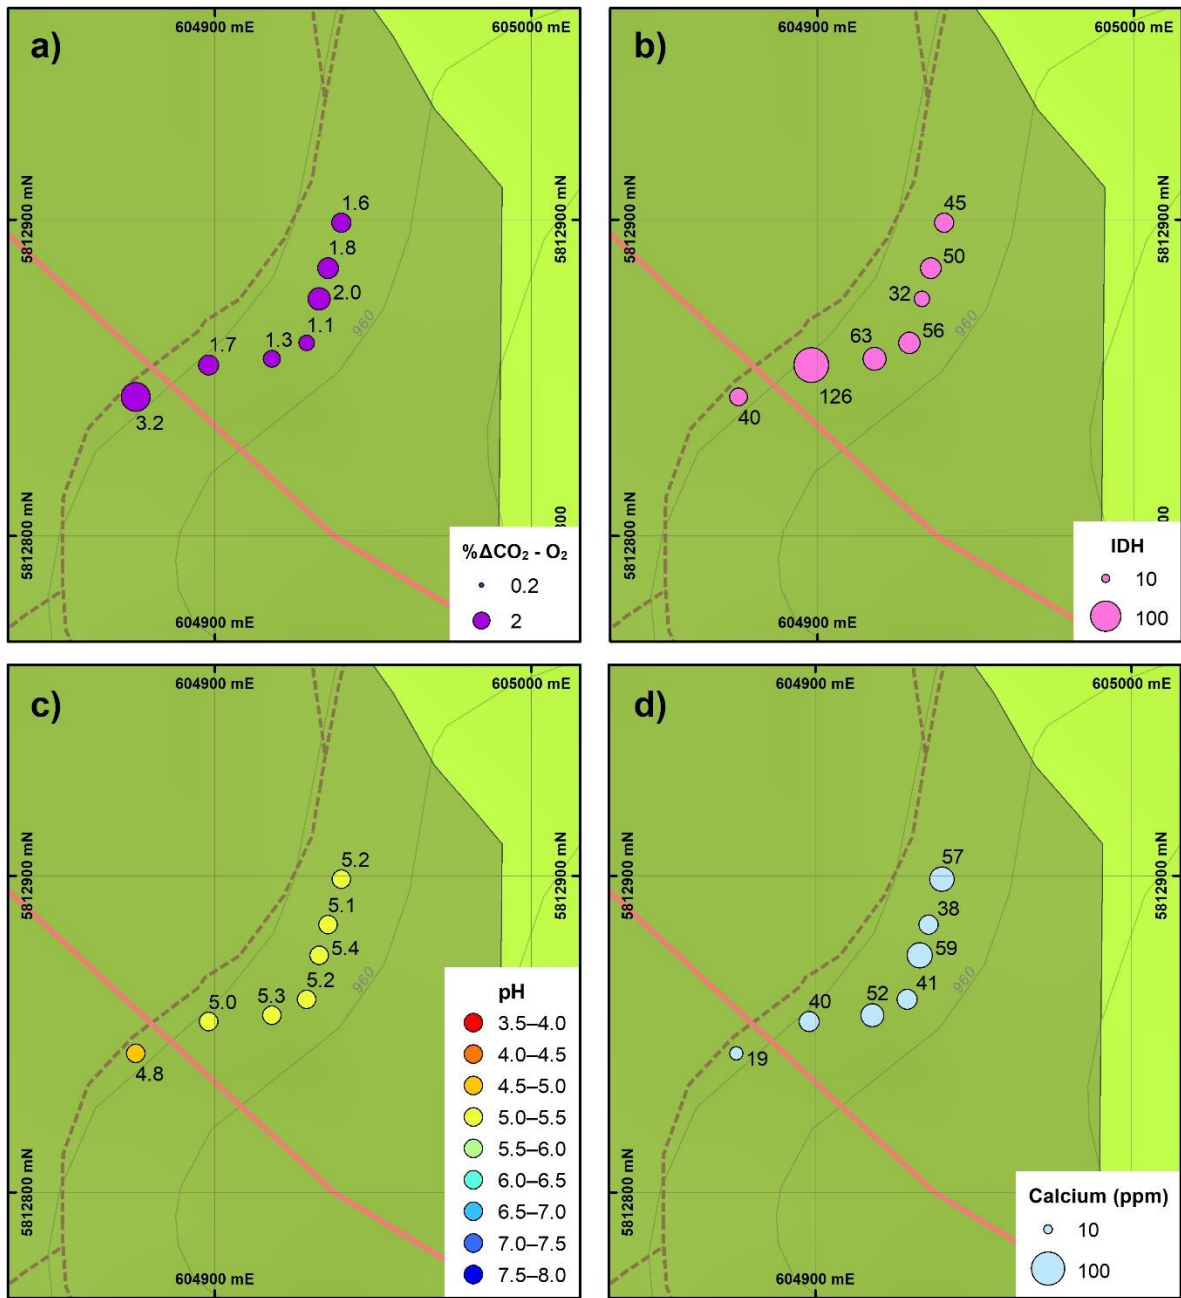 a)
604900 mE
605000 mE
5812900 mN
5812900 mN
1.6
1.8
2.0
1.1
1.3
1.7
3.2
960
5812800 mN
00
604900 mE
%ΔCO₂ - O₂
0.2
2
b)
604900 mE
605000 mE
5812900 mN
5812900 mN
45
50
32
56
63
126
40
960
5812800 mN
00
604900 mE
IDH
10
100
c)
604900 mE
605000 mE
5812900 mN
5812900 mN
5.2
5.1
5.4
5.2
5.3
5.0
4.8
960
5812800 mN
604900 mE
pH
3.5–4.0
4.0–4.5
4.5–5.0
5.0–5.5
5.5–6.0
6.0–6.5
6.5–7.0
7.0–7.5
7.5–8.0
d)
604900 mE
605000 mE
5812900 mN
5812900 mN
57
38
59
41
52
40
19
960
5812800 mN
604900 mE
Calcium (ppm)
10
100